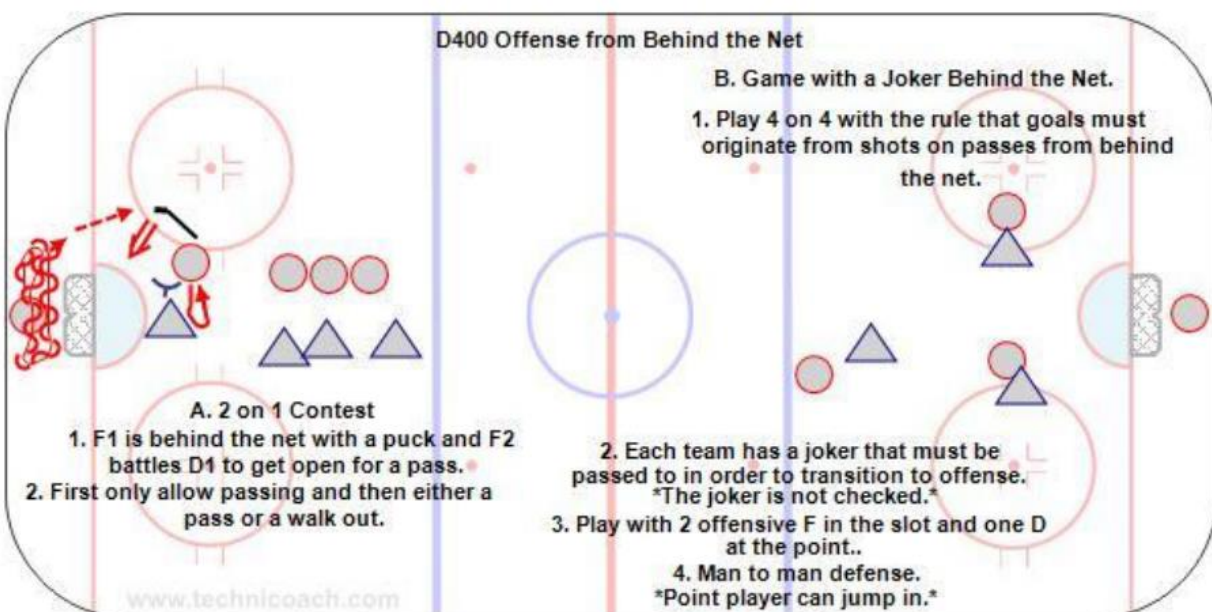 D400 Offense from Behind the Net
B. Game with a Joker Behind the Net.
1. Play 4 on 4 with the rule that goals must
originate from shots on passes from behind
the net.
A. 2 on 1 Contest
1. F1 is behind the net with a puck and F2
battles D1 to get open for a pass.
2. First only allow passing and then either a
pass or a walk out.
2. Each team has a joker that must be
passed to in order to transition to offense.
*The joker is not checked.*
3. Play with 2 offensive F in the slot and one D
at the point..
4. Man to man defense.
*Point player can jump in.*
www.technicoach.com